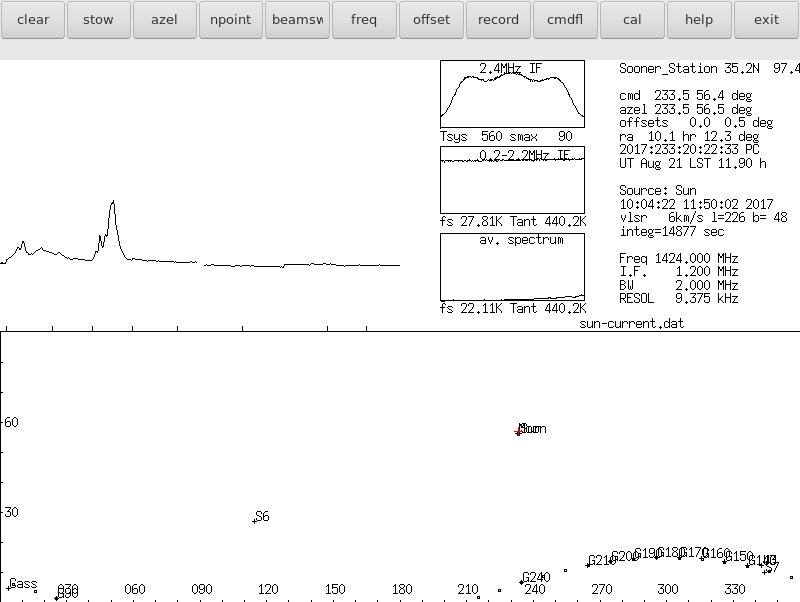 clear stow azel npoint beamsw freq offset record cmdfl cal help exit
2.4MHz IF
Tsys 560 smax 90
0.2-2.2MHz IF
fs 27.81K Tant 440.2K
av. spectrum
fs 22.11K Tant 440.2K
Sooner_Station 35.2N 97.4
cmd 233.5 56.4 deg
azel 233.5 56.5 deg
offsets 0.0 0.5 deg
ra 10.1 hr 12.3 deg
2017:233:20:22:33 PC
UT Aug 21 LST 11.90 h
Source: Sun
10:04:22 11:50:02 2017
vlsr 6km/s l=226 b= 48
integ=14877 sec
Freq 1424.000 MHz
I.F. 1.200 MHz
BW 2.000 MHz
RESOL 9.375 kHz
sun-current.dat
60
Sun
30
S6
G210 G200 G190 G180 G170 G160 G150 G140
S7
G240
Cass
030 060 090 120 150 180 210 240 270 300 330